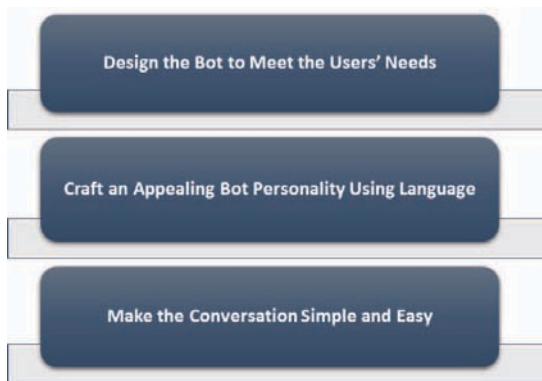 Design the Bot to Meet the Users’ Needs
Craft an Appealing Bot Personality Using Language
Make the Conversation Simple and Easy